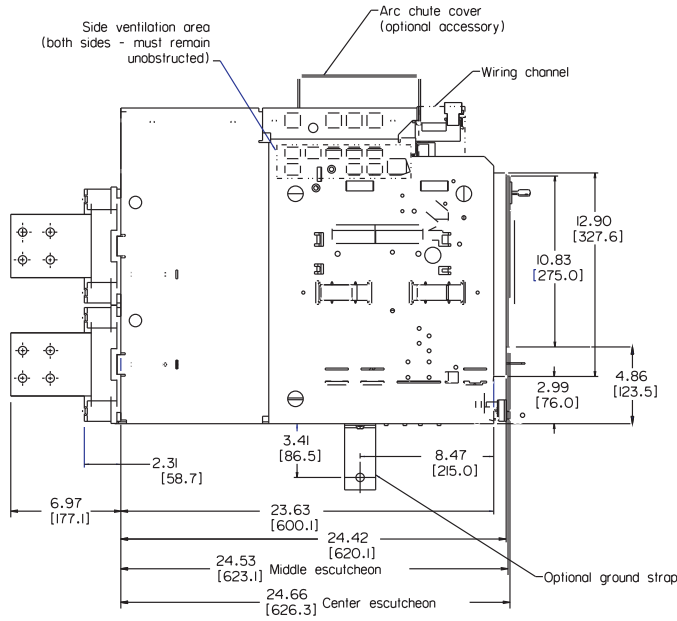 Arc chute cover
(optional accessory)
Side ventilation area
(both sides - must remain
unobstructed)
Wiring channel
12.90
[327.6]
10.83
[275.0]
4.86
[123.5]
2.99
[76.0]
3.41
[86.5]
8.47
[215.0]
2.31
[58.7]
6.97
[177.1]
23.63
[600.1]
24.42
[620.1]
24.53
[623.1] Middle escutcheon
Optional ground strap
24.66
[626.3] Center escutcheon